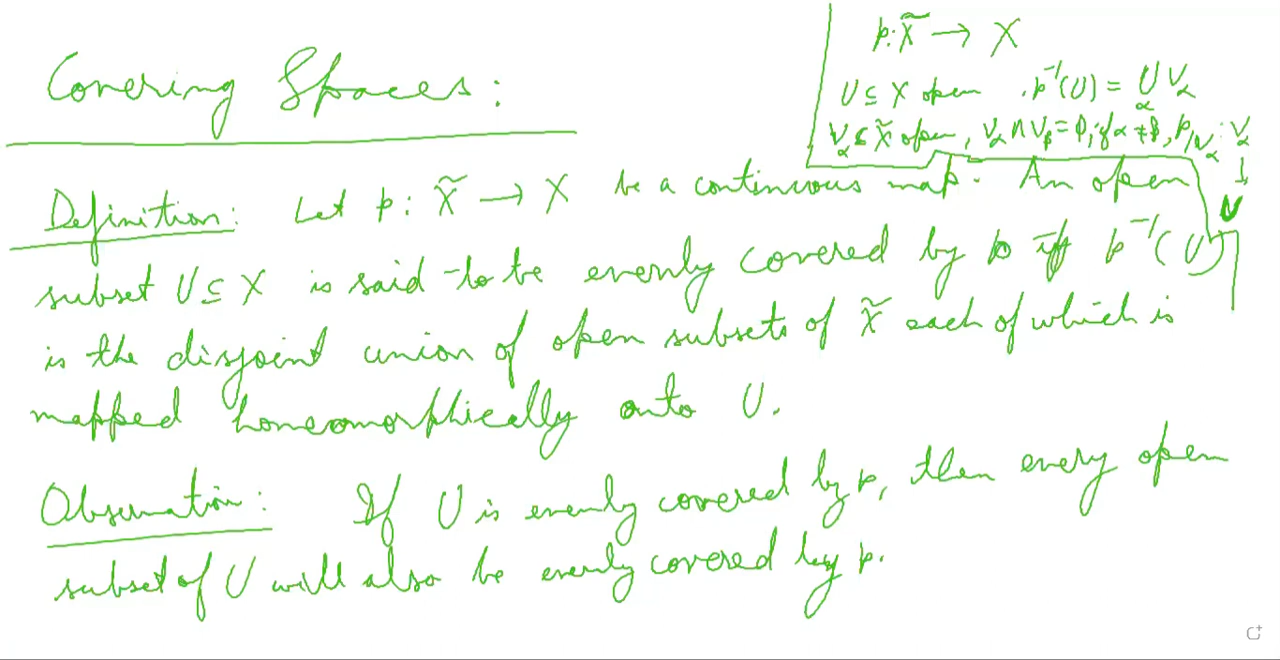 Covering Spaces:
p: X̃ → X
U ⊆ X open . p⁻¹(U) = ∪_α V_α
V_α ⊆ X̃ open, V_α ∩ V_β = φ, if α ≠ β, p/V_α : V_α
↓
U
Definition: Let p: X̃ → X be a continuous map. An open
subset U ⊆ X is said to be evenly covered by p if p⁻¹(U)
is the disjoint union of open subsets of X̃ each of which is
mapped homeomorphically onto U.
Observation: If U is evenly covered by p, then every open
subset of U will also be evenly covered by p.